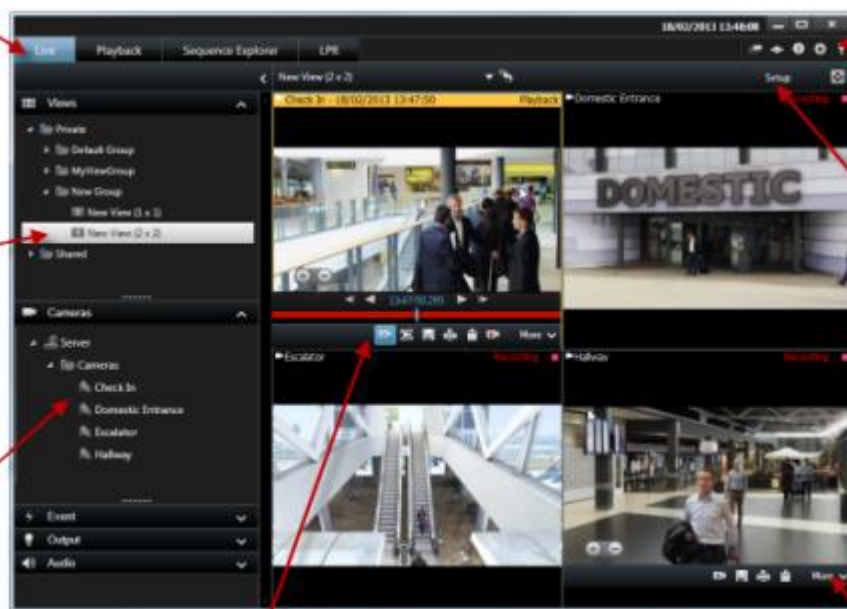 18/02/2013 13:48:08
Live Playback Sequence Explorer LPR
New View (2 x 2) Setup
Views
Private
Default Group
MyViewGroup
New Group
New View (1 x 1)
New View (2 x 2)
Shared
Cameras
Server
Cameras
Check In
Domestic Entrance
Escalator
Hallway
Event
Output
Audio
Check In - 18/02/2013 13:47:50 Playback
Domestic Entrance Recording
DOMESTIC
More
Escalator Recording
Hallway Recording
More